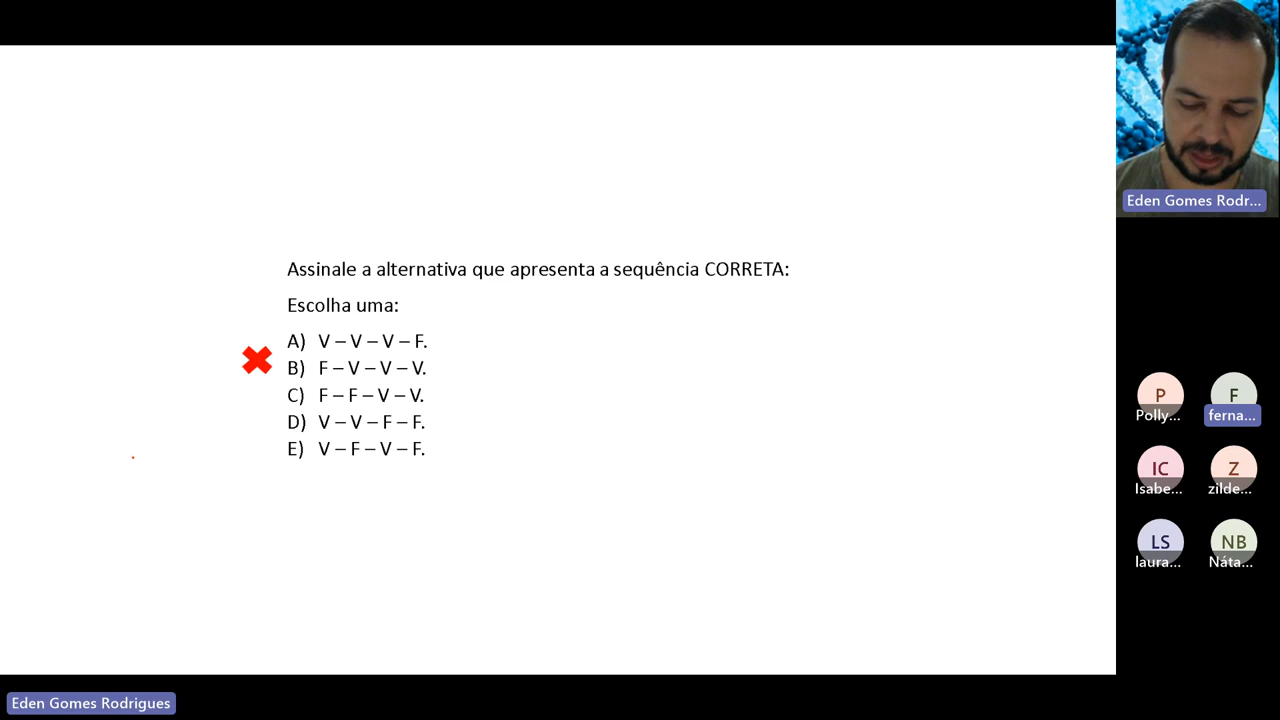 Assinale a alternativa que apresenta a sequência CORRETA:
Escolha uma:
A) V – V – V – F.
B) F – V – V – V.
C) F – F – V – V.
D) V – V – F – F.
E) V – F – V – F.
Eden Gomes Rodr...
P
F
Polly...
ferna...
IC
Z
Isabe...
zilde...
LS
NB
laura...
Náta...
Eden Gomes Rodrigues